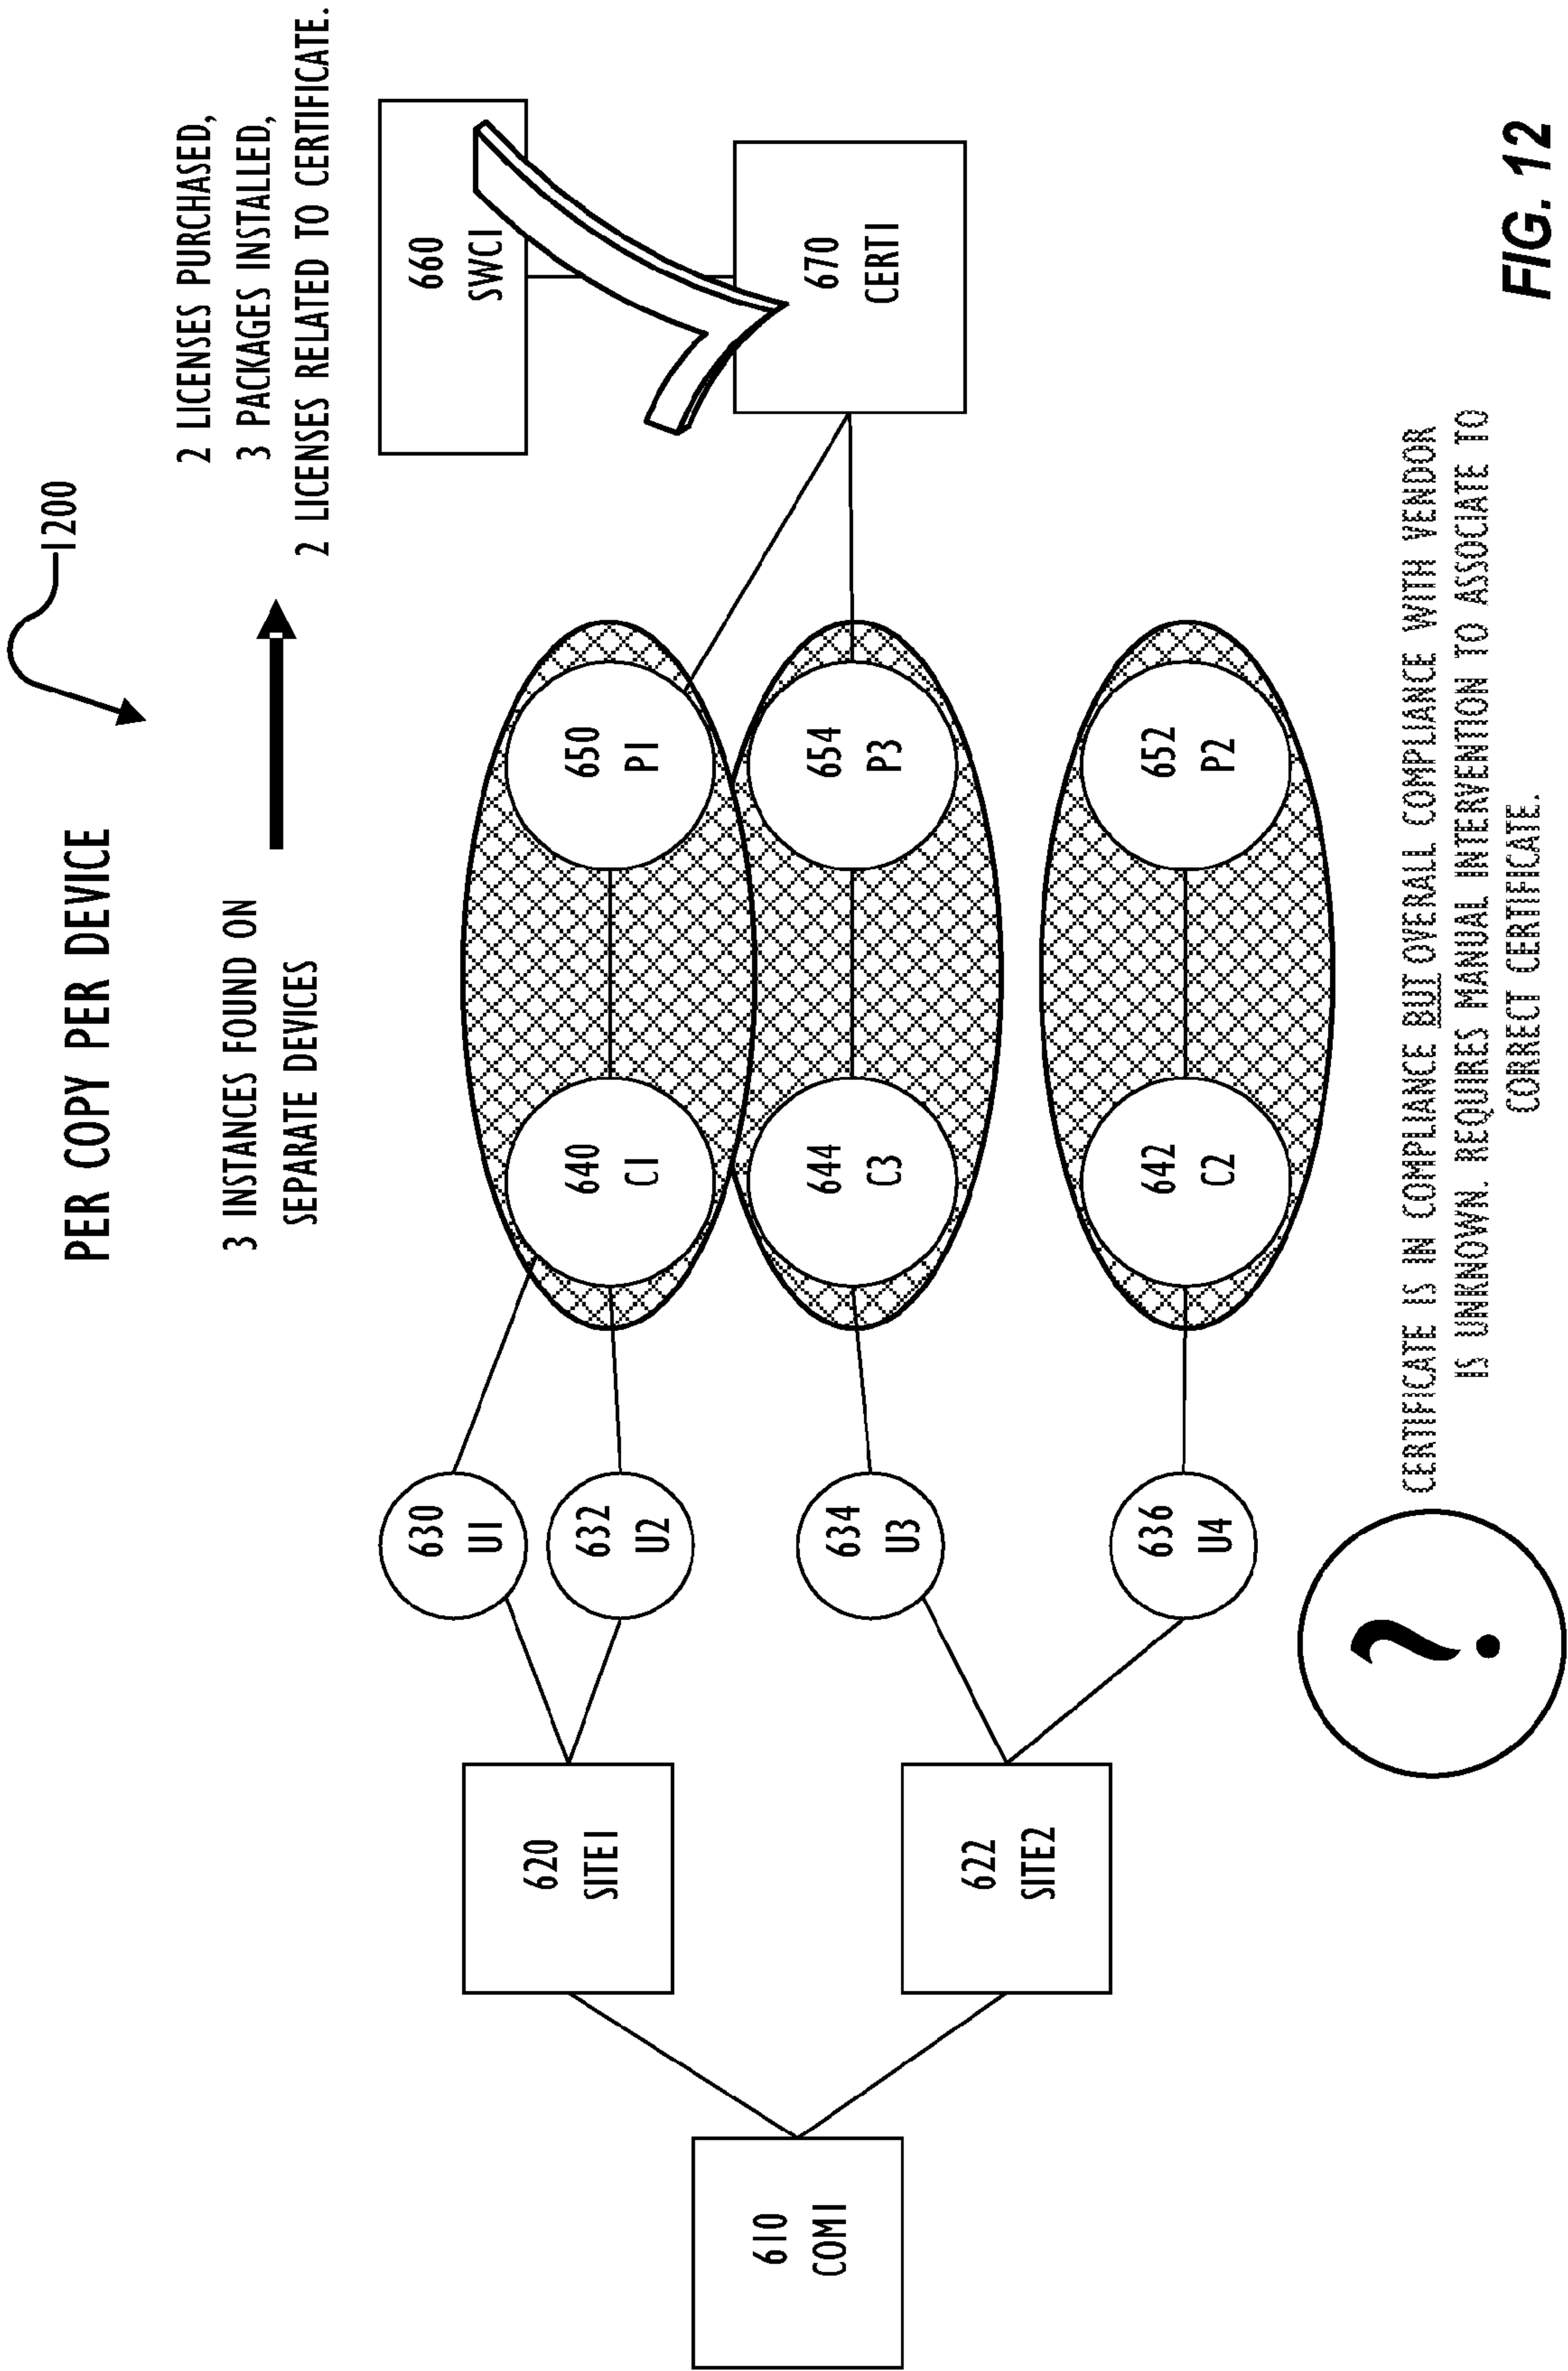 1200
PER COPY PER DEVICE
3 INSTANCES FOUND ON
SEPARATE DEVICES
2 LICENSES PURCHASED,
3 PACKAGES INSTALLED,
2 LICENSES RELATED TO CERTIFICATE.
610
COM1
620
SITE1
622
SITE2
630
U1
632
U2
634
U3
636
U4
640
C1
644
C3
642
C2
650
P1
654
P3
652
P2
660
SWC1
670
CERT1
?
CERTIFICATE IS IN COMPLIANCE BUT OVERALL COMPLIANCE WITH VENDOR
IS UNKNOWN. REQUIRES MANUAL INTERVENTION TO ASSOCIATE TO
CORRECT CERTIFICATE.
FIG. 12